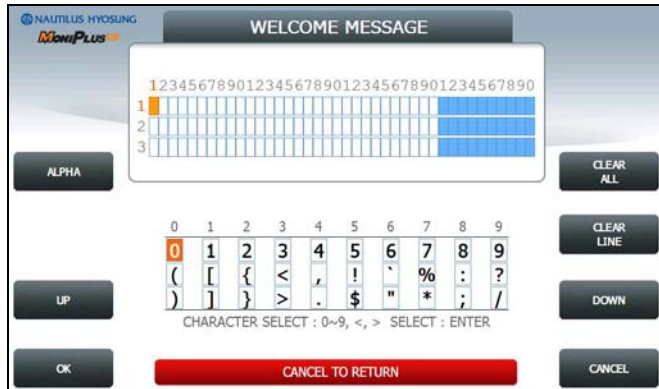 NAUTILUS HYOSUNG
MoniPlus
WELCOME MESSAGE
1234567890123456789012345678901234567890
1
2
3
ALPHA
CLEAR
ALL
0 1 2 3 4 5 6 7 8 9
0 1 2 3 4 5 6 7 8 9
( [ { < , ! ` % : ?
) ] } > . $ " * ; /
CLEAR
LINE
UP
DOWN
CHARACTER SELECT : 0~9, <, > SELECT : ENTER
OK
CANCEL TO RETURN
CANCEL